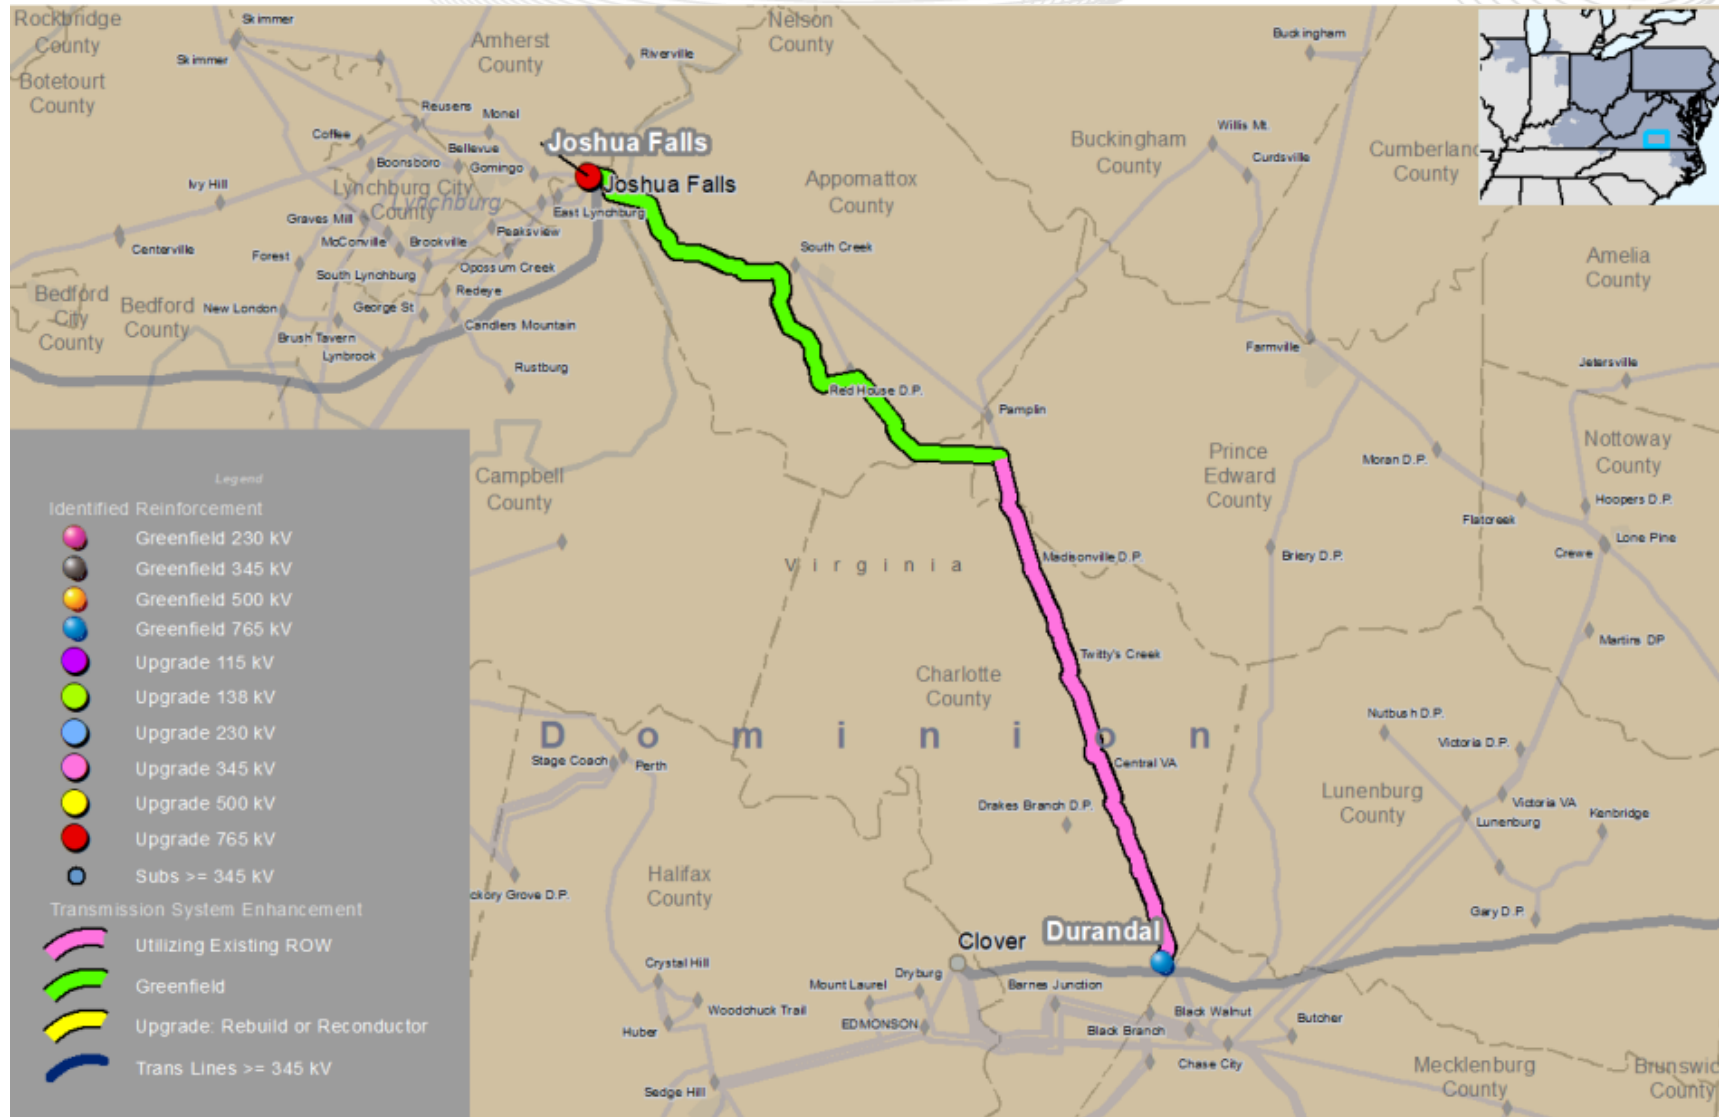 Rockbridge
County
Skimmer
Skimmer
Botetourt
County
Amherst
County
Riverville
Nelson
County
Buckingham
Reusens
Monel
Coffee
Bellevue
Boonsboro
Gomingo
Joshua Falls
Joshua Falls
Ivy Hill
Lynchburg City
County
Lynchburg
Graves Mill
East Lynchburg
Appomattox
County
Buckingham
County
Willis Mt.
Curdsville
Cumberland
County
Centerville
Forest
McConville
Brookville
Peaksview
South Lynchburg
Opossum Creek
South Creek
Amelia
County
Bedford
City
County
Bedford
County
New London
George St
Redeye
Candlers Mountain
Brush Tavern
Lynbrook
Rustburg
Farmville
Jetersville
Red House D.P.
Pamplin
Campbell
County
Prince
Edward
County
Moran D.P.
Nottoway
County
Hoopers D.P.
Flatcreek
Lone Pine
Crewe
Virginia
Madisonville D.P.
Briery D.P.
Martins DP
Twitty's Creek
Charlotte
County
Dominion
Nutbush D.P.
Victoria D.P.
Stage Coach
Perth
Central VA
Drakes Branch D.P.
Lunenburg
County
Victoria VA
Lunenburg
Kenbridge
Halifax
County
ckory Grove D.P.
Gary D.P.
Clover
Durandal
Crystal Hill
Mount Laurel
Dryburg
Barnes Junction
Woodchuck Trail
Huber
EDMONSON
Black Walnut
Black Branch
Butcher
Chase City
Sedge Hill
Mecklenburg
County
Brunswic
County
Legend
Identified Reinforcement
Greenfield 230 kV
Greenfield 345 kV
Greenfield 500 kV
Greenfield 765 kV
Upgrade 115 kV
Upgrade 138 kV
Upgrade 230 kV
Upgrade 345 kV
Upgrade 500 kV
Upgrade 765 kV
Subs >= 345 kV
Transmission System Enhancement
Utilizing Existing ROW
Greenfield
Upgrade: Rebuild or Reconductor
Trans Lines >= 345 kV